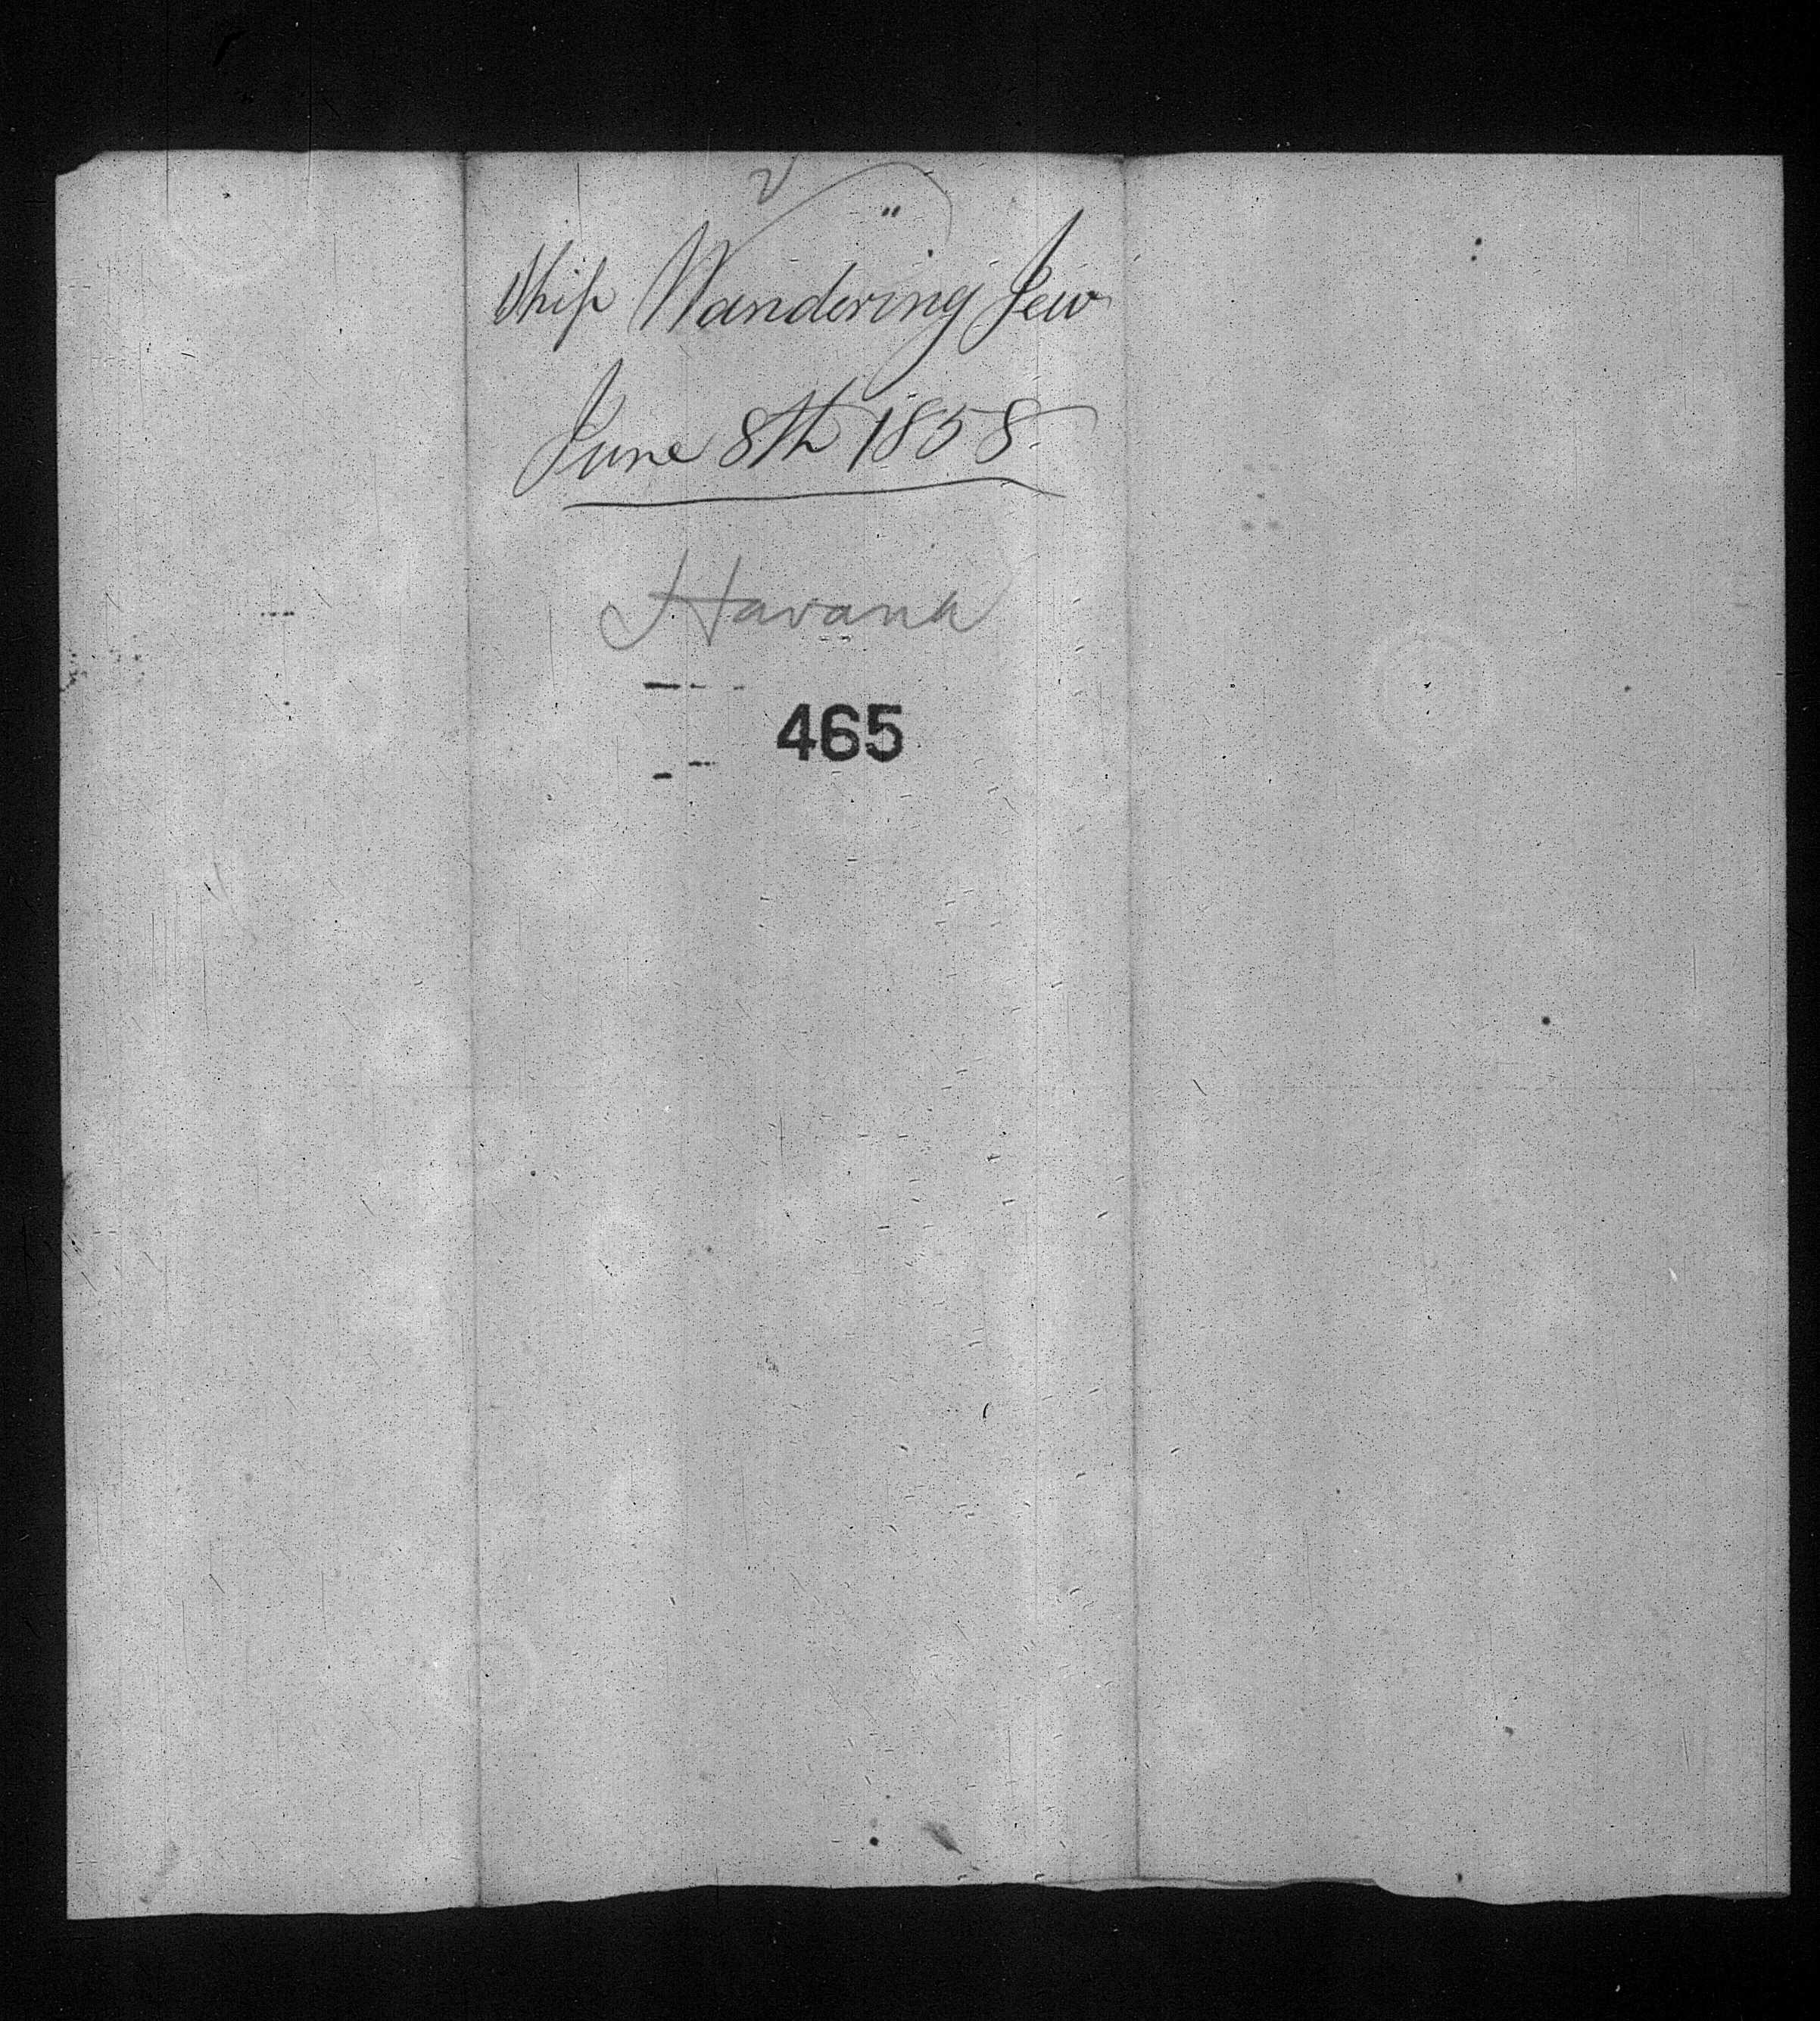 Ship Wandering Jew
June 8th 1858.
Havana
465